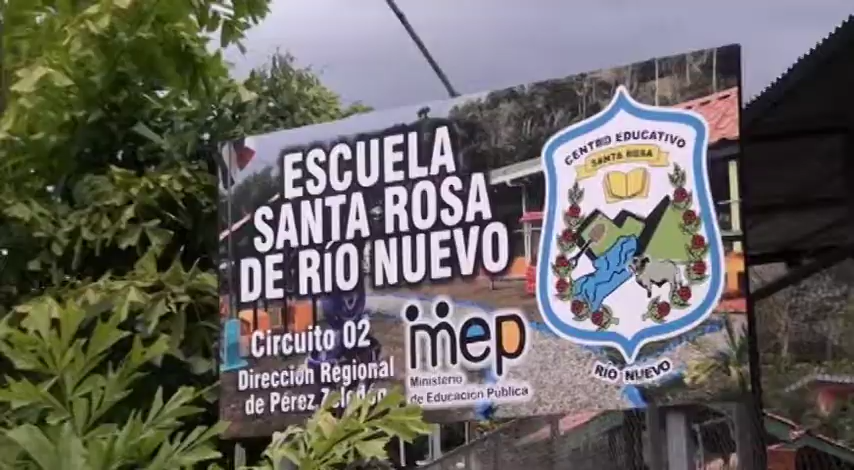 ESCUELA
SANTA ROSA
DE RÍO NUEVO
Circuito 02
Dirección Regional
de Pérez Zeledón
mep
Ministerio
de Educación Pública
CENTRO EDUCATIVO
SANTA ROSA
RÍO NUEVO